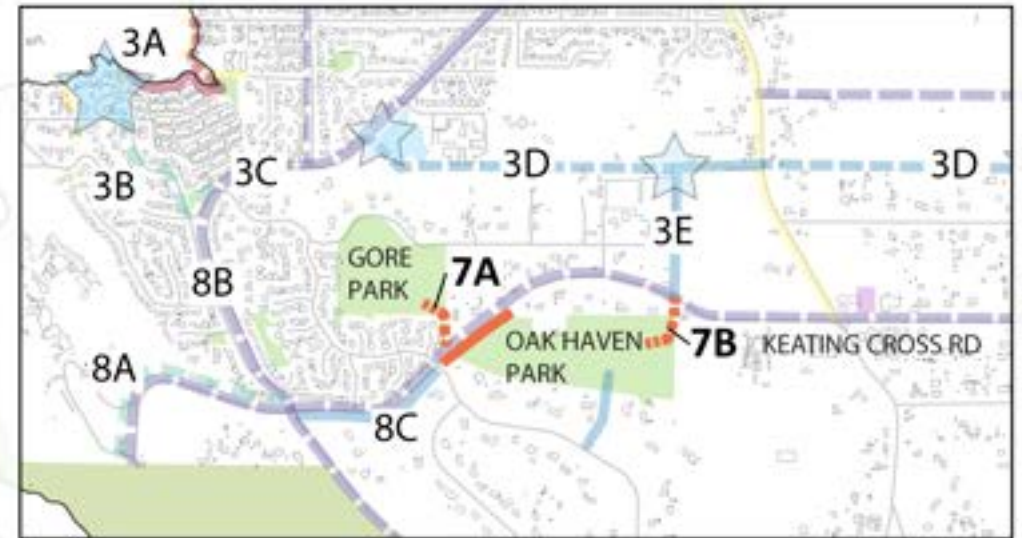 3A
3B
3C
3D
3D
3E
GORE
PARK
7A
8B
OAK HAVEN
PARK
7B
KEATING CROSS RD
8A
8C